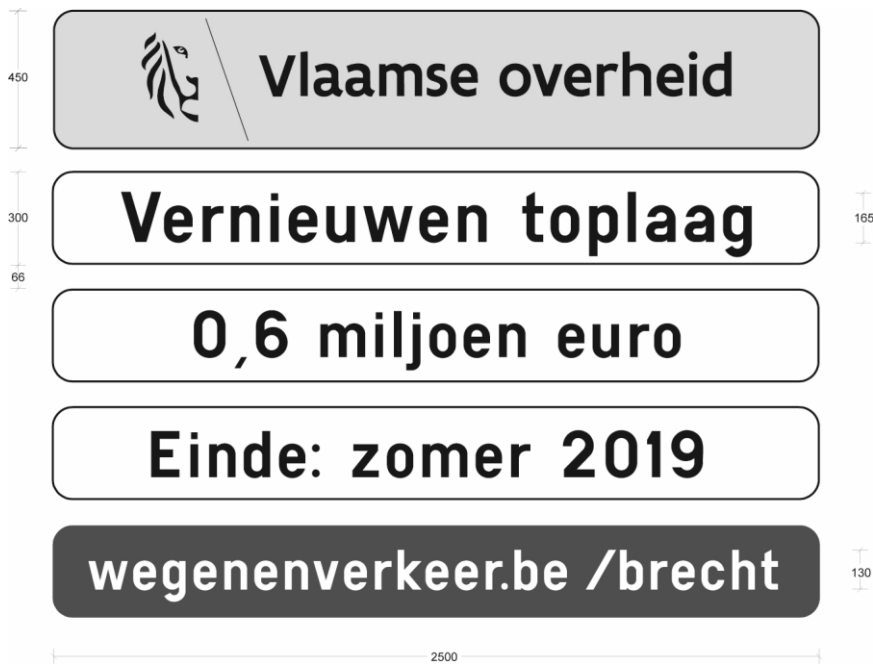 450
Vlaamse overheid
300
Vernieuwen toplaag
165
66
0,6 miljoen euro
Einde: zomer 2019
wegenenverkeer.be /brecht
130
2500